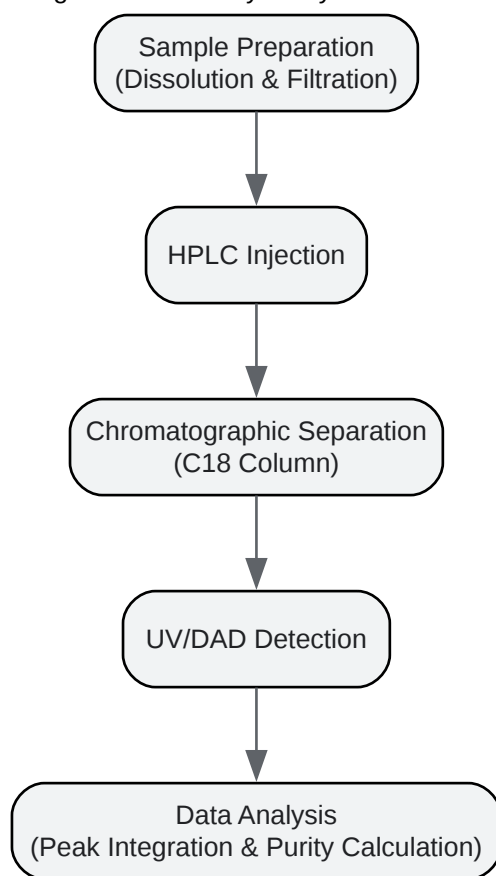 Sample Preparation
(Dissolution & Filtration)
HPLC Injection
Chromatographic Separation
(C18 Column)
UV/DAD Detection
Data Analysis
(Peak Integration & Purity Calculation)